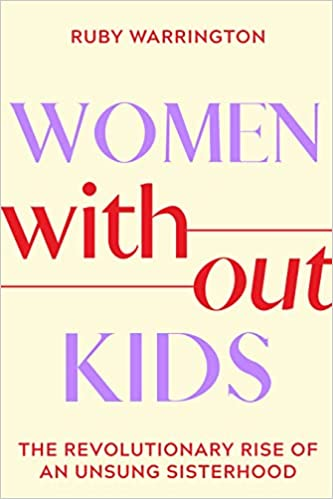 RUBY WARRINGTON
WOMEN
with
out
KIDS
THE REVOLUTIONARY RISE OF
AN UNSUNG SISTERHOOD